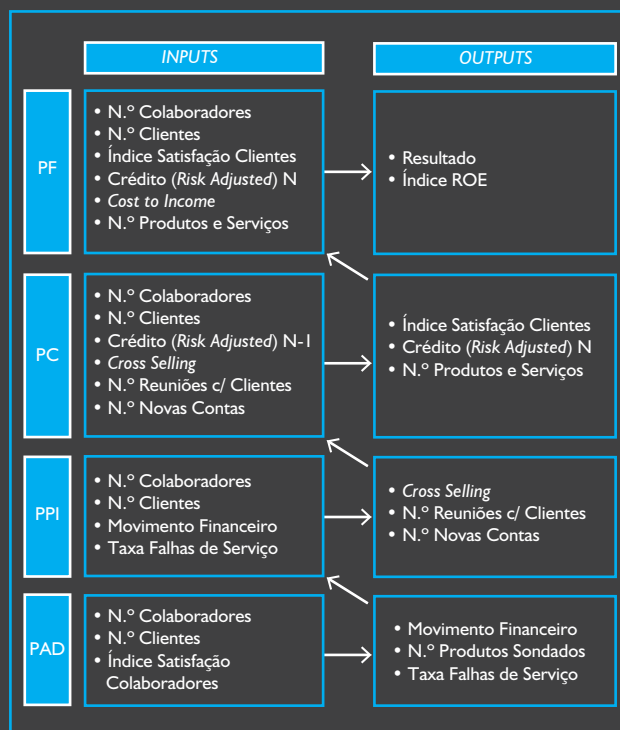 INPUTS
OUTPUTS
PF
• N.º Colaboradores
• N.º Clientes
• Índice Satisfação Clientes
• Crédito (Risk Adjusted) N
• Cost to Income
• N.º Produtos e Serviços
• Resultado
• Índice ROE
PC
• N.º Colaboradores
• N.º Clientes
• Crédito (Risk Adjusted) N-1
• Cross Selling
• N.º Reuniões c/ Clientes
• N.º Novas Contas
• Índice Satisfação Clientes
• Crédito (Risk Adjusted) N
• N.º Produtos e Serviços
PPI
• N.º Colaboradores
• N.º Clientes
• Movimento Financeiro
• Taxa Falhas de Serviço
• Cross Selling
• N.º Reuniões c/ Clientes
• N.º Novas Contas
PAD
• N.º Colaboradores
• N.º Clientes
• Índice Satisfação
Colaboradores
• Movimento Financeiro
• N.º Produtos Sondados
• Taxa Falhas de Serviço